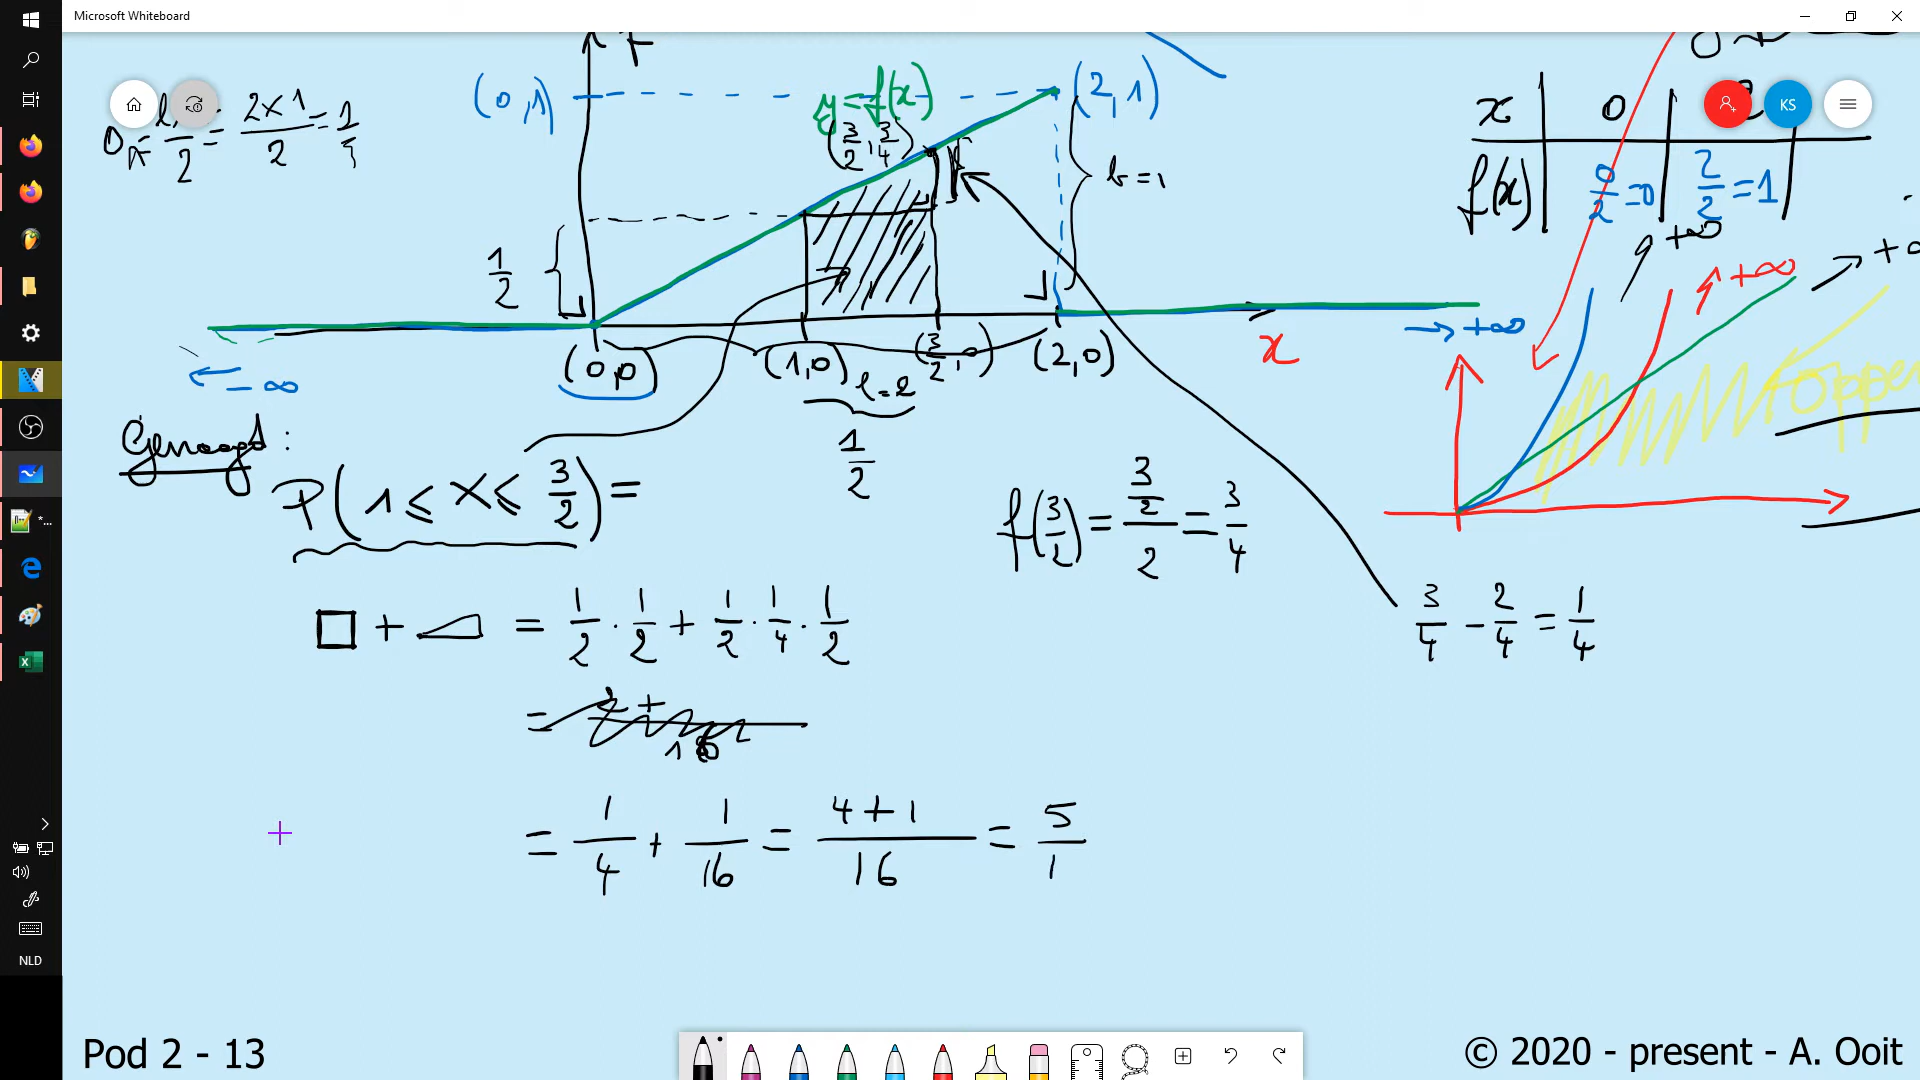 Microsoft Whiteboard
(0,1)
y=f(x)
(2,1)
(3/2, 3/4)
= 2×1/2 = 1
b=1
1/2
x 0
f(x) 0/2=0 2/2=1
+∞
+∞
(0,0) (1,0) (3/2,0) (2,0) x → +∞
← -∞
l=2
1/2
Gevraagd:
P(1 ≤ X ≤ 3/2) =
f(3/2) = 3/2/2 = 3/4
3/4 - 2/4 = 1/4
□ + = 1/2 · 1/2 + 1/2 · 1/4 · 1/2
= 1/4 + 1/16 = 4+1/16 = 5/1
KS
NLD
Pod 2 - 13
© 2020 - present - A. Ooit